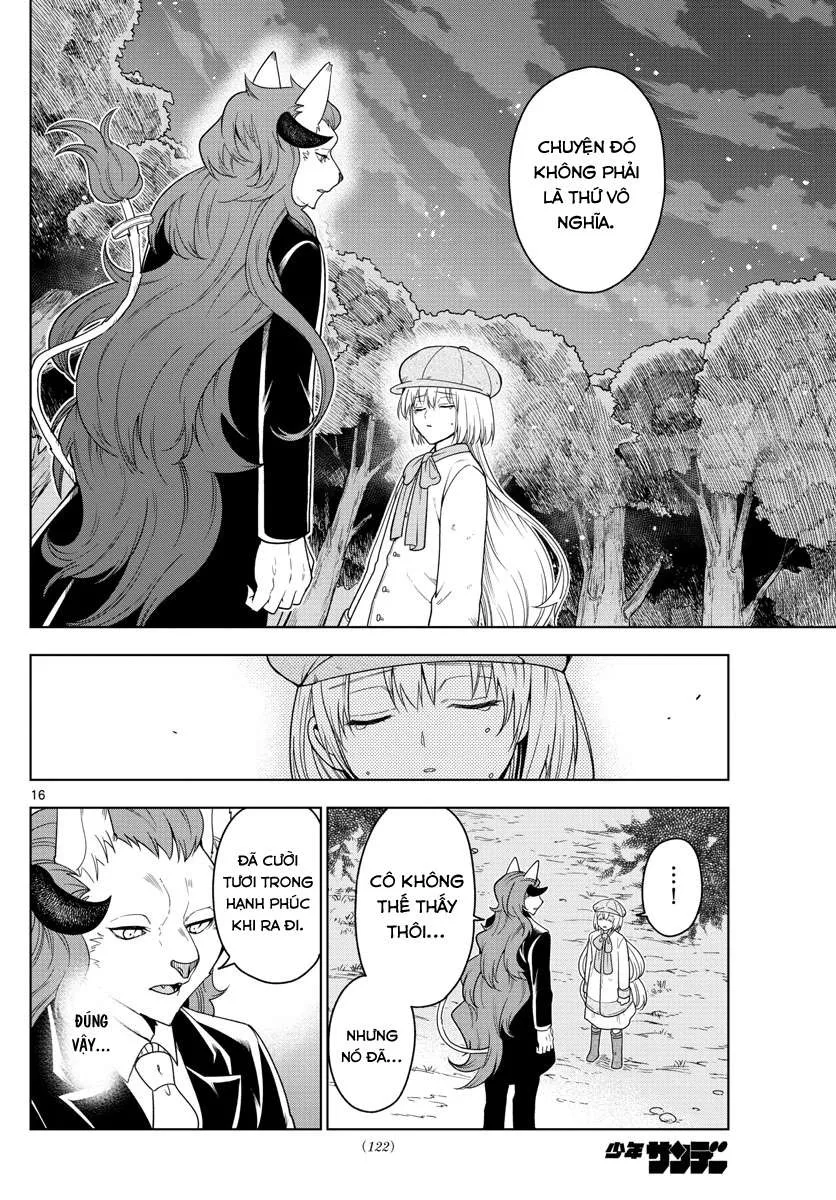 CHUYỆN ĐÓ
KHÔNG PHẢI
LÀ THỨ VÔ
NGHĨA.
16
...!
CÔ KHÔNG
THỂ THẤY
THÔI...
NHƯNG
NÓ ĐÃ...
ĐÃ CƯỜI
TƯƠI TRONG
HẠNH PHÚC
KHI RA ĐI.
ĐÚNG
VẬY...
(122)
少年サンデー